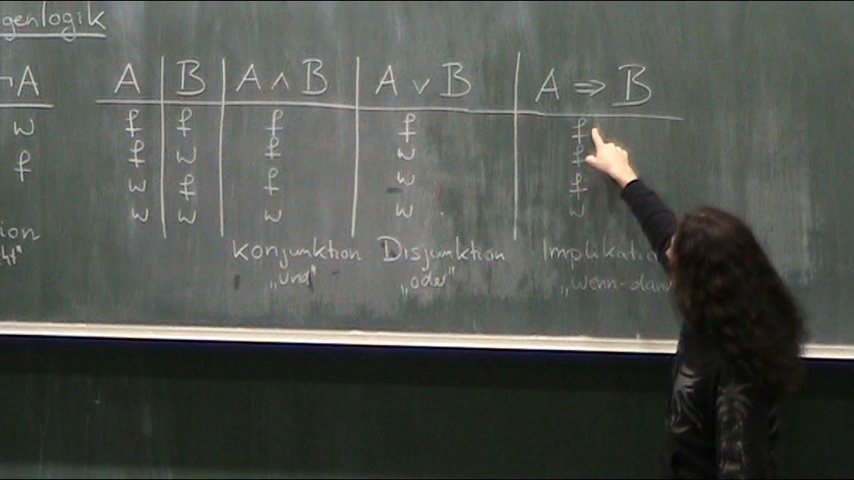 genlogik
¬A A B A ∧ B A ∨ B A ⇒ B
w f f f f f
f f w f w f
w f f w f
w w w w w
Konjunktion Disjunktion Implikation
„und" „oder" „wenn-dann